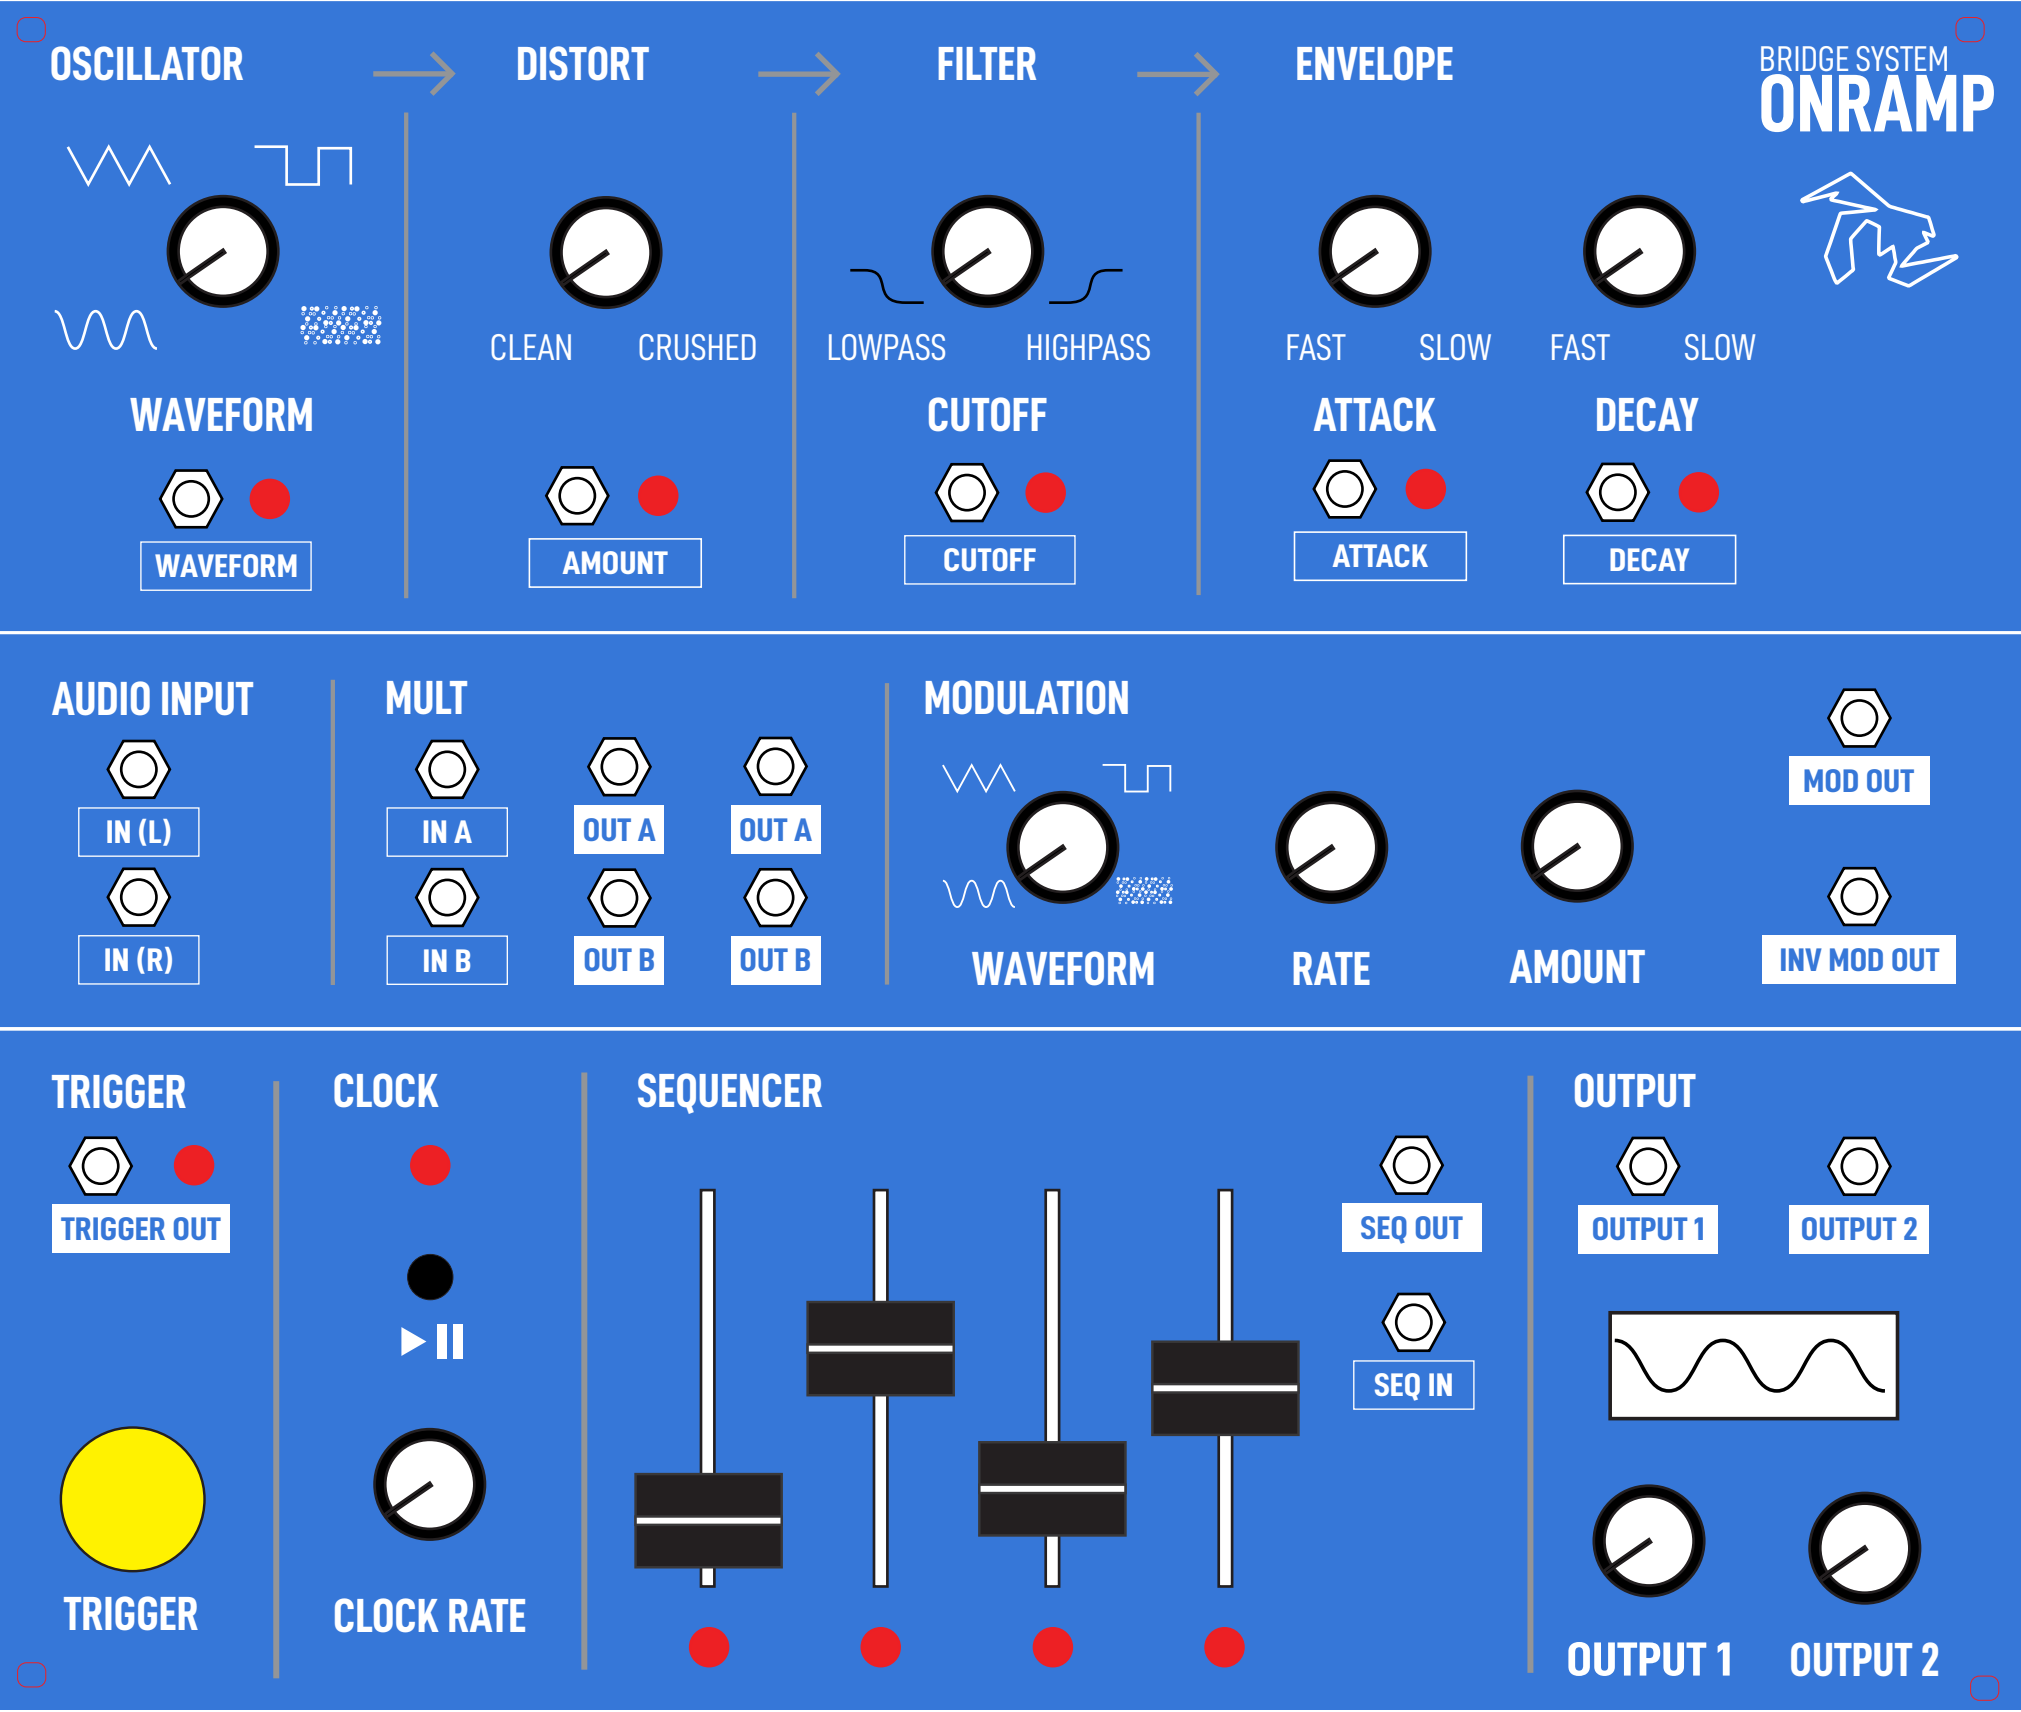 OSCILLATOR
DISTORT
FILTER
ENVELOPE
BRIDGE SYSTEM
ONRAMP
CLEAN
CRUSHED
LOWPASS
HIGHPASS
FAST
SLOW
FAST
SLOW
WAVEFORM
CUTOFF
ATTACK
DECAY
WAVEFORM
AMOUNT
CUTOFF
ATTACK
DECAY
AUDIO INPUT
MULT
MODULATION
IN (L)
IN A
OUT A
OUT A
MOD OUT
IN (R)
IN B
OUT B
OUT B
WAVEFORM
RATE
AMOUNT
INV MOD OUT
TRIGGER
CLOCK
SEQUENCER
OUTPUT
TRIGGER OUT
SEQ OUT
OUTPUT 1
OUTPUT 2
SEQ IN
TRIGGER
CLOCK RATE
OUTPUT 1
OUTPUT 2